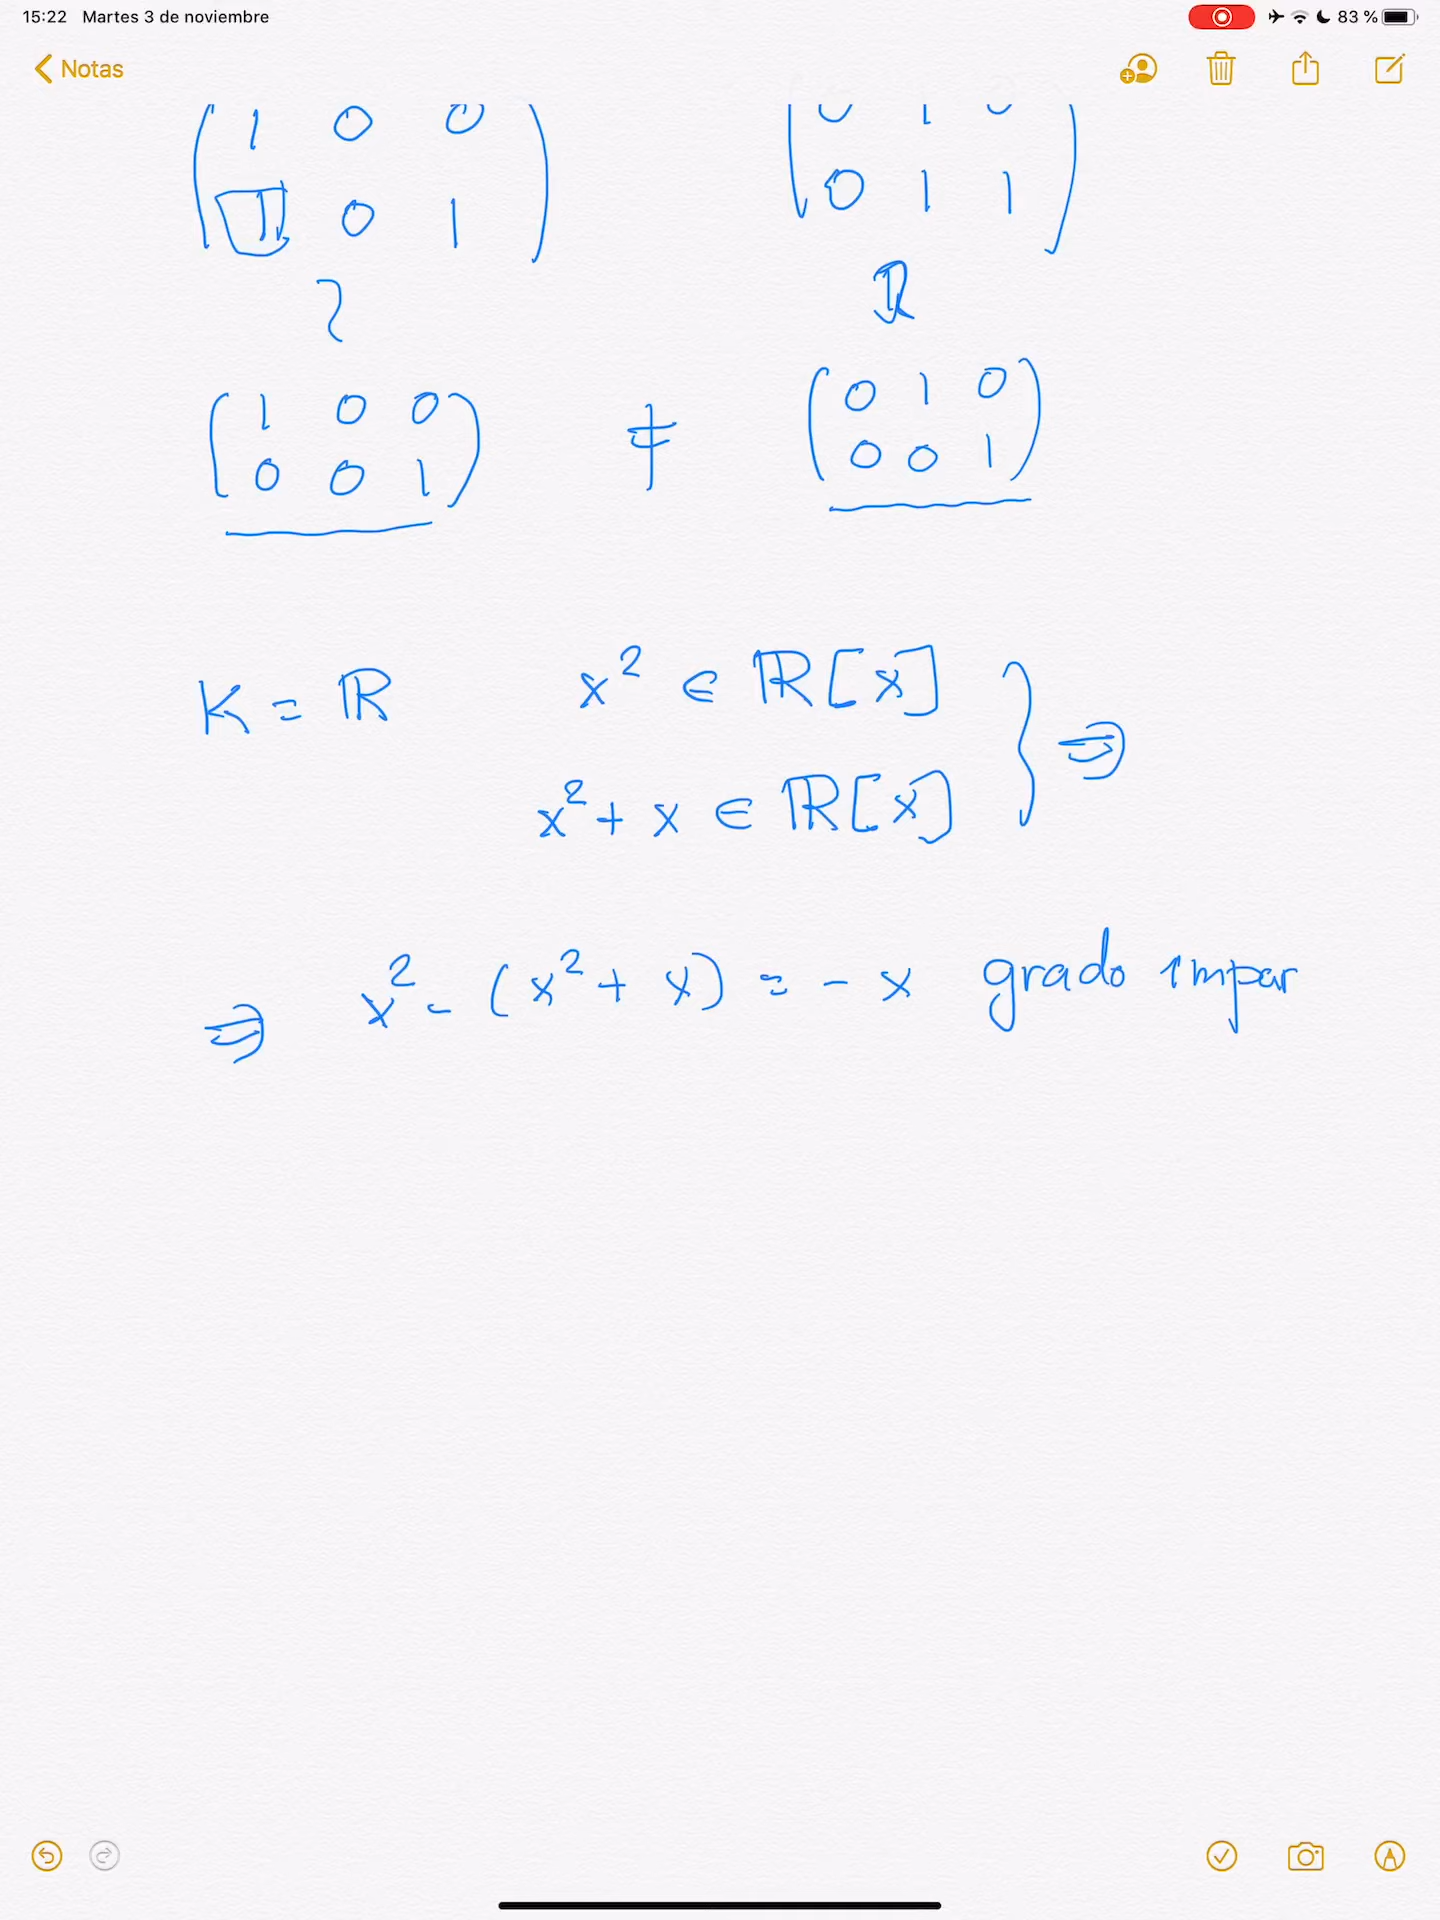 15:22 Martes 3 de noviembre 83 %
Notas
1 0 0
0 1 1
1 0 1
1 0 0 ≠ 0 1 0
0 0 1 0 0 1
K = ℝ x² ∈ ℝ[x]
x² + x ∈ ℝ[x] } ⇒
⇒ x² - (x² + x) = - x grado impar